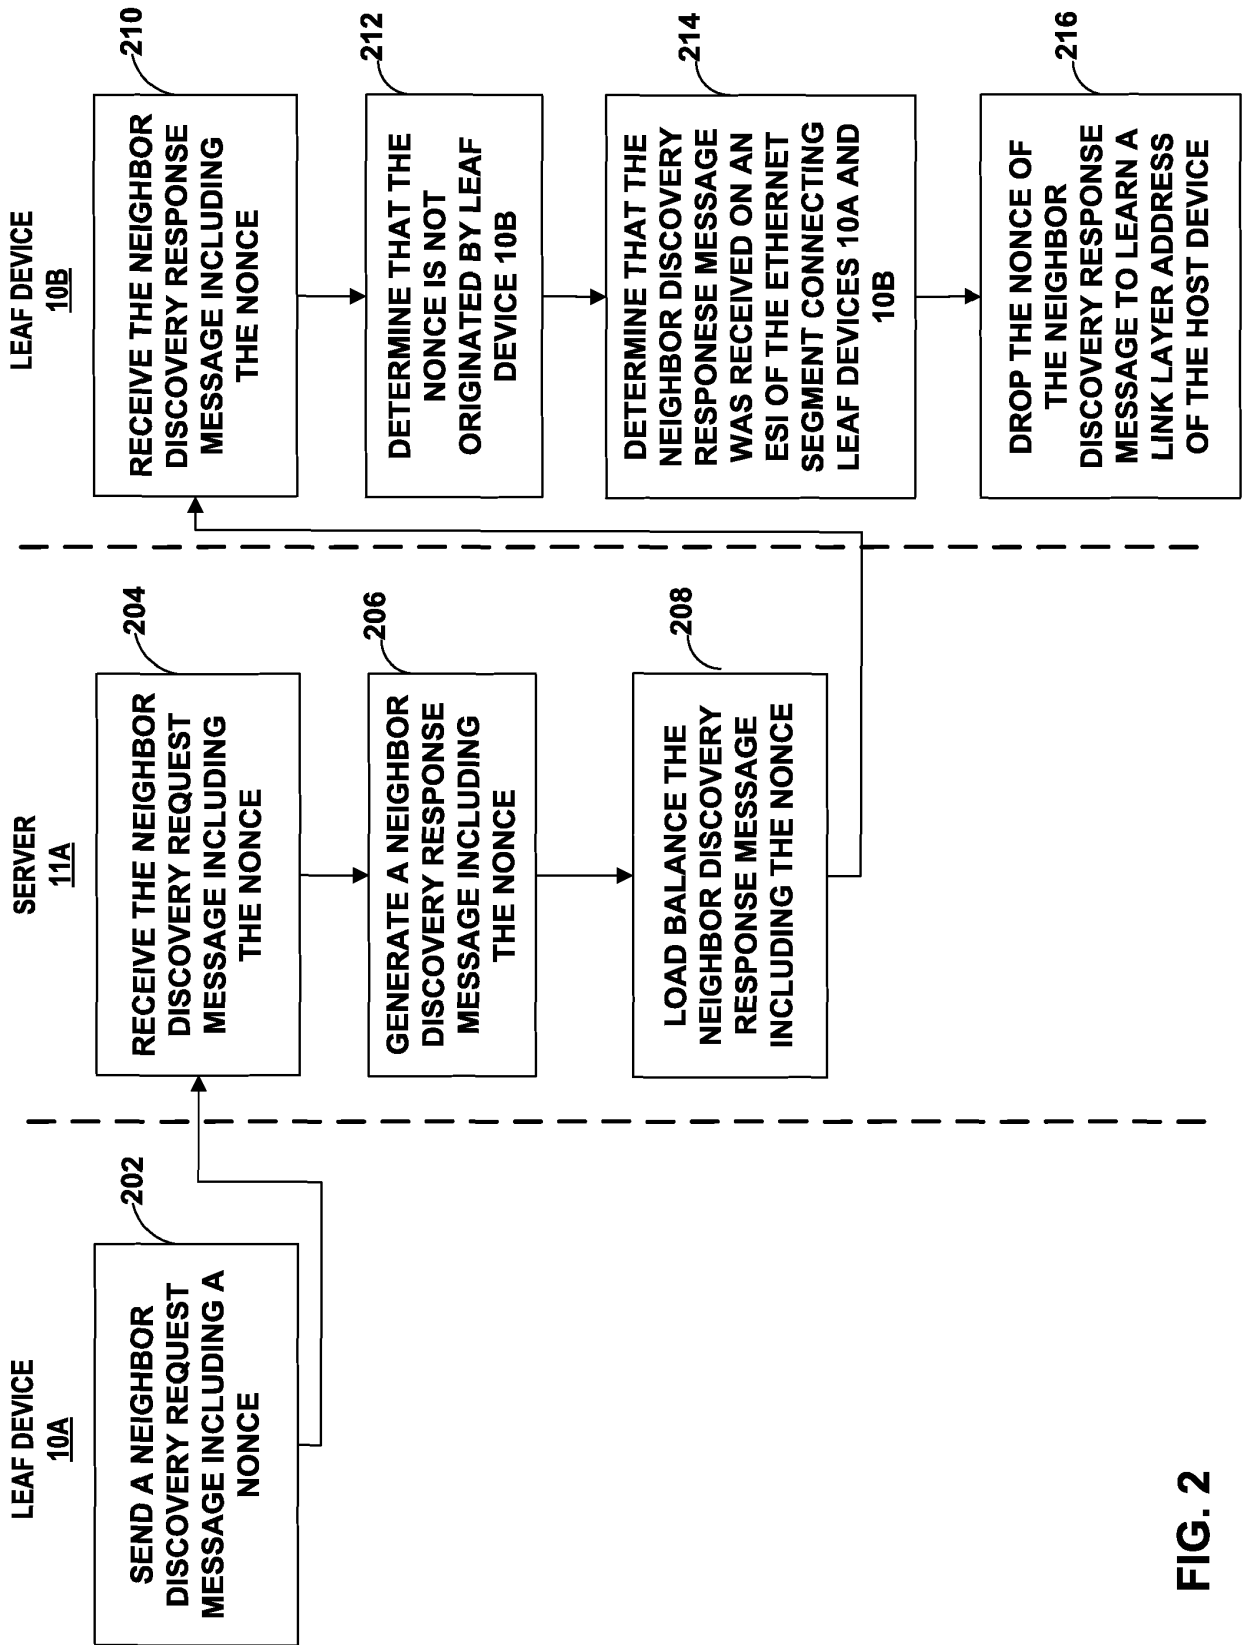 LEAF DEVICE
10A
202
SEND A NEIGHBOR
DISCOVERY REQUEST
MESSAGE INCLUDING A
NONCE
SERVER
11A
204
RECEIVE THE NEIGHBOR
DISCOVERY REQUEST
MESSAGE INCLUDING
THE NONCE
206
GENERATE A NEIGHBOR
DISCOVERY RESPONSE
MESSAGE INCLUDING
THE NONCE
208
LOAD BALANCE THE
NEIGHBOR DISCOVERY
RESPONSE MESSAGE
INCLUDING THE NONCE
LEAF DEVICE
10B
210
RECEIVE THE NEIGHBOR
DISCOVERY RESPONSE
MESSAGE INCLUDING
THE NONCE
212
DETERMINE THAT THE
NONCE IS NOT
ORIGINATED BY LEAF
DEVICE 10B
214
DETERMINE THAT THE
NEIGHBOR DISCOVERY
RESPONESE MESSAGE
WAS RECEIVED ON AN
ESI OF THE ETHERNET
SEGMENT CONNECTING
LEAF DEVICES 10A AND
10B
216
DROP THE NONCE OF
THE NEIGHBOR
DISCOVERY RESPONSE
MESSAGE TO LEARN A
LINK LAYER ADDRESS
OF THE HOST DEVICE
FIG. 2